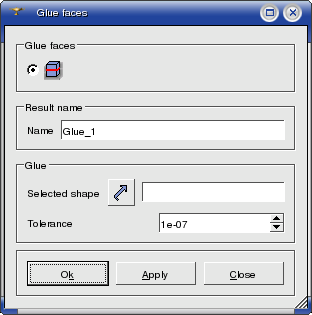 Glue faces
Glue faces
Result name
Name Glue_1
Glue
Selected shape
Tolerance 1e-07
Ok Apply Close